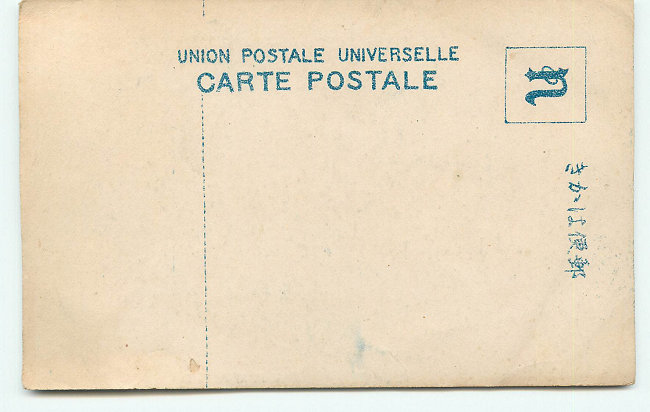 UNION POSTALE UNIVERSELLE
CARTE POSTALE
郵便はかき